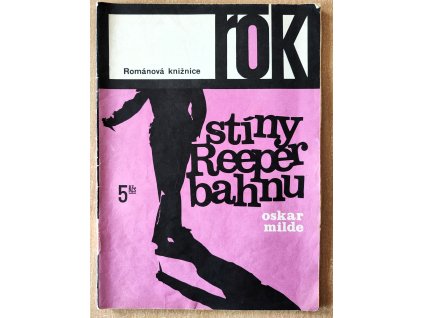 rok
Románová knižnice
stíny
Reeper
bahnu
5 Kčs
oskar
milde